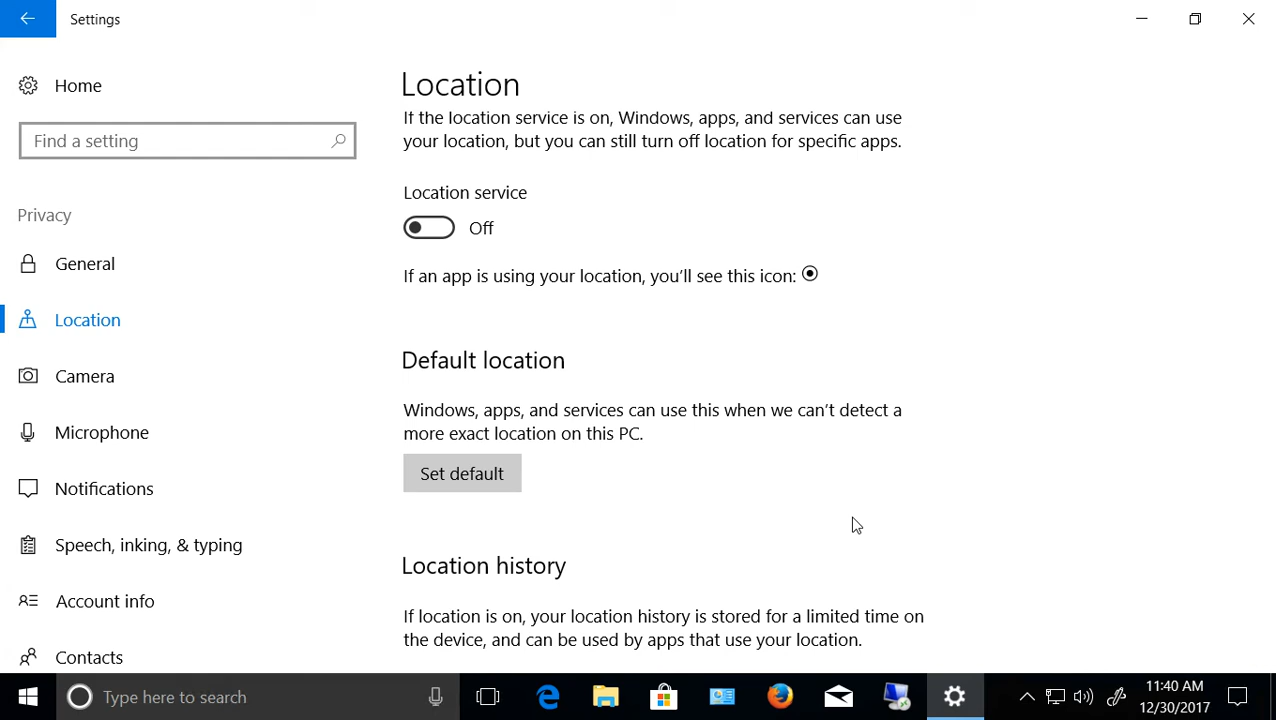 Settings
Home
Find a setting
Privacy
General
Location
Camera
Microphone
Notifications
Speech, inking, & typing
Account info
Contacts
Location
If the location service is on, Windows, apps, and services can use
your location, but you can still turn off location for specific apps.
Location service
Off
If an app is using your location, you'll see this icon:
Default location
Windows, apps, and services can use this when we can't detect a
more exact location on this PC.
Set default
Location history
If location is on, your location history is stored for a limited time on
the device, and can be used by apps that use your location.
Type here to search
11:40 AM
12/30/2017